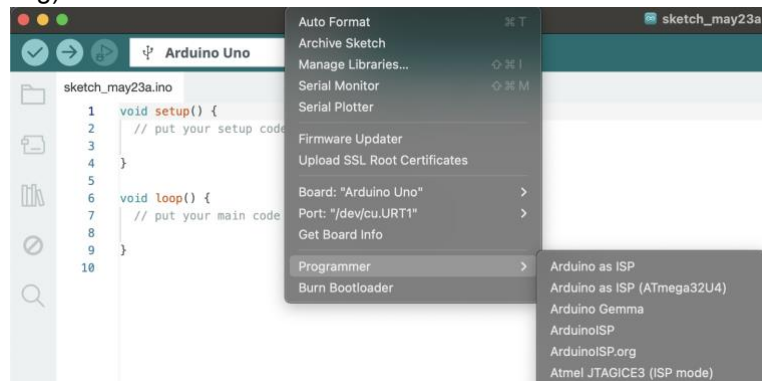 Auto Format ⌘ T
Archive Sketch
Manage Libraries... ⇧ ⌘ I
Serial Monitor ⇧ ⌘ M
Serial Plotter
Firmware Updater
Upload SSL Root Certificates
Board: "Arduino Uno"
Port: "/dev/cu.URT1"
Get Board Info
Programmer
Burn Bootloader
Arduino as ISP
Arduino as ISP (ATmega32U4)
Arduino Gemma
ArduinoISP
ArduinoISP.org
Atmel JTAGICE3 (ISP mode)
sketch_may23a
Arduino Uno
sketch_may23a.ino
1 void setup() {
2 // put your setup code
3
4 }
5
6 void loop() {
7 // put your main code
8
9 }
10